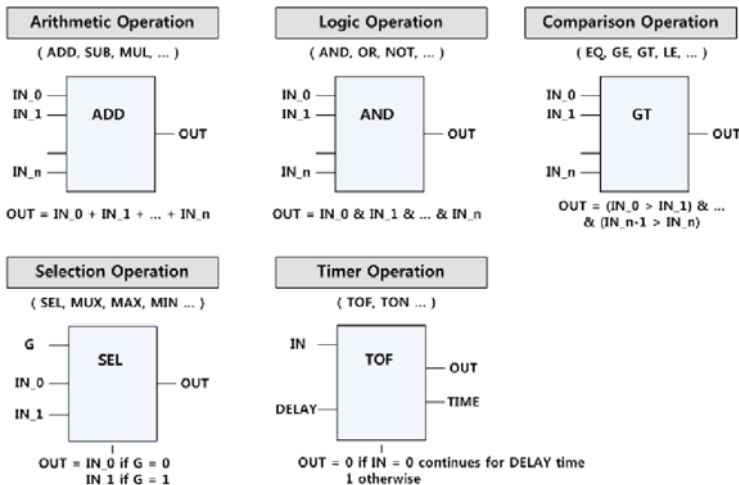 Arithmetic Operation
( ADD, SUB, MUL, ... )
IN_0
IN_1
ADD
OUT
IN_n
OUT = IN_0 + IN_1 + ... + IN_n
Logic Operation
( AND, OR, NOT, ... )
IN_0
IN_1
AND
OUT
IN_n
OUT = IN_0 & IN_1 & ... & IN_n
Comparison Operation
( EQ, GE, GT, LE, ... )
IN_0
IN_1
GT
OUT
IN_n
OUT = (IN_0 > IN_1) & ...
& (IN_n-1 > IN_n)
Selection Operation
( SEL, MUX, MAX, MIN ... )
G
SEL
IN_0
OUT
IN_1
OUT = IN_0 if G = 0
IN_1 if G = 1
Timer Operation
( TOF, TON ... )
IN
TOF
OUT
TIME
DELAY
OUT = 0 if IN = 0 continues for DELAY time
1 otherwise